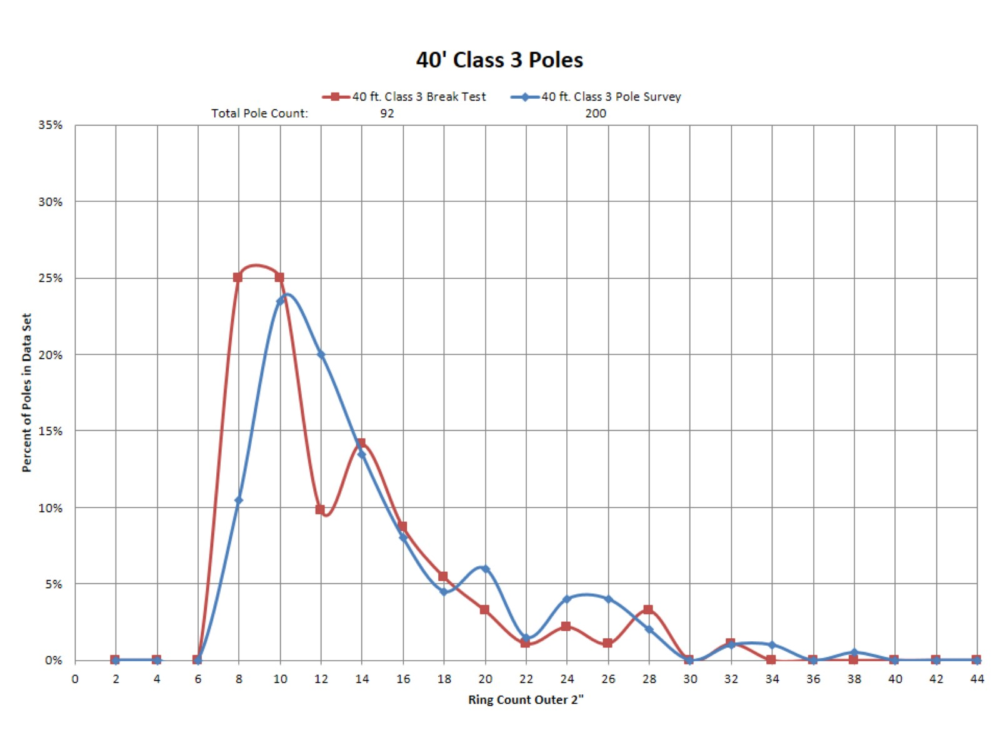 40' Class 3 Poles
40 ft. Class 3 Break Test 40 ft. Class 3 Pole Survey
Total Pole Count: 92 200
35%
30%
25%
20%
15%
10%
5%
0%
Percent of Poles in Data Set
0 2 4 6 8 10 12 14 16 18 20 22 24 26 28 30 32 34 36 38 40 42 44
Ring Count Outer 2"